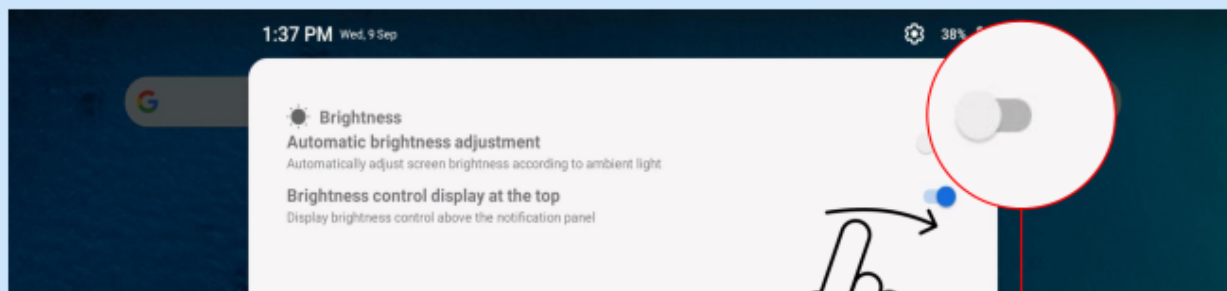 1:37 PM Wed, 9 Sep 38%
G
Brightness
Automatic brightness adjustment
Automatically adjust screen brightness according to ambient light
Brightness control display at the top
Display brightness control above the notification panel